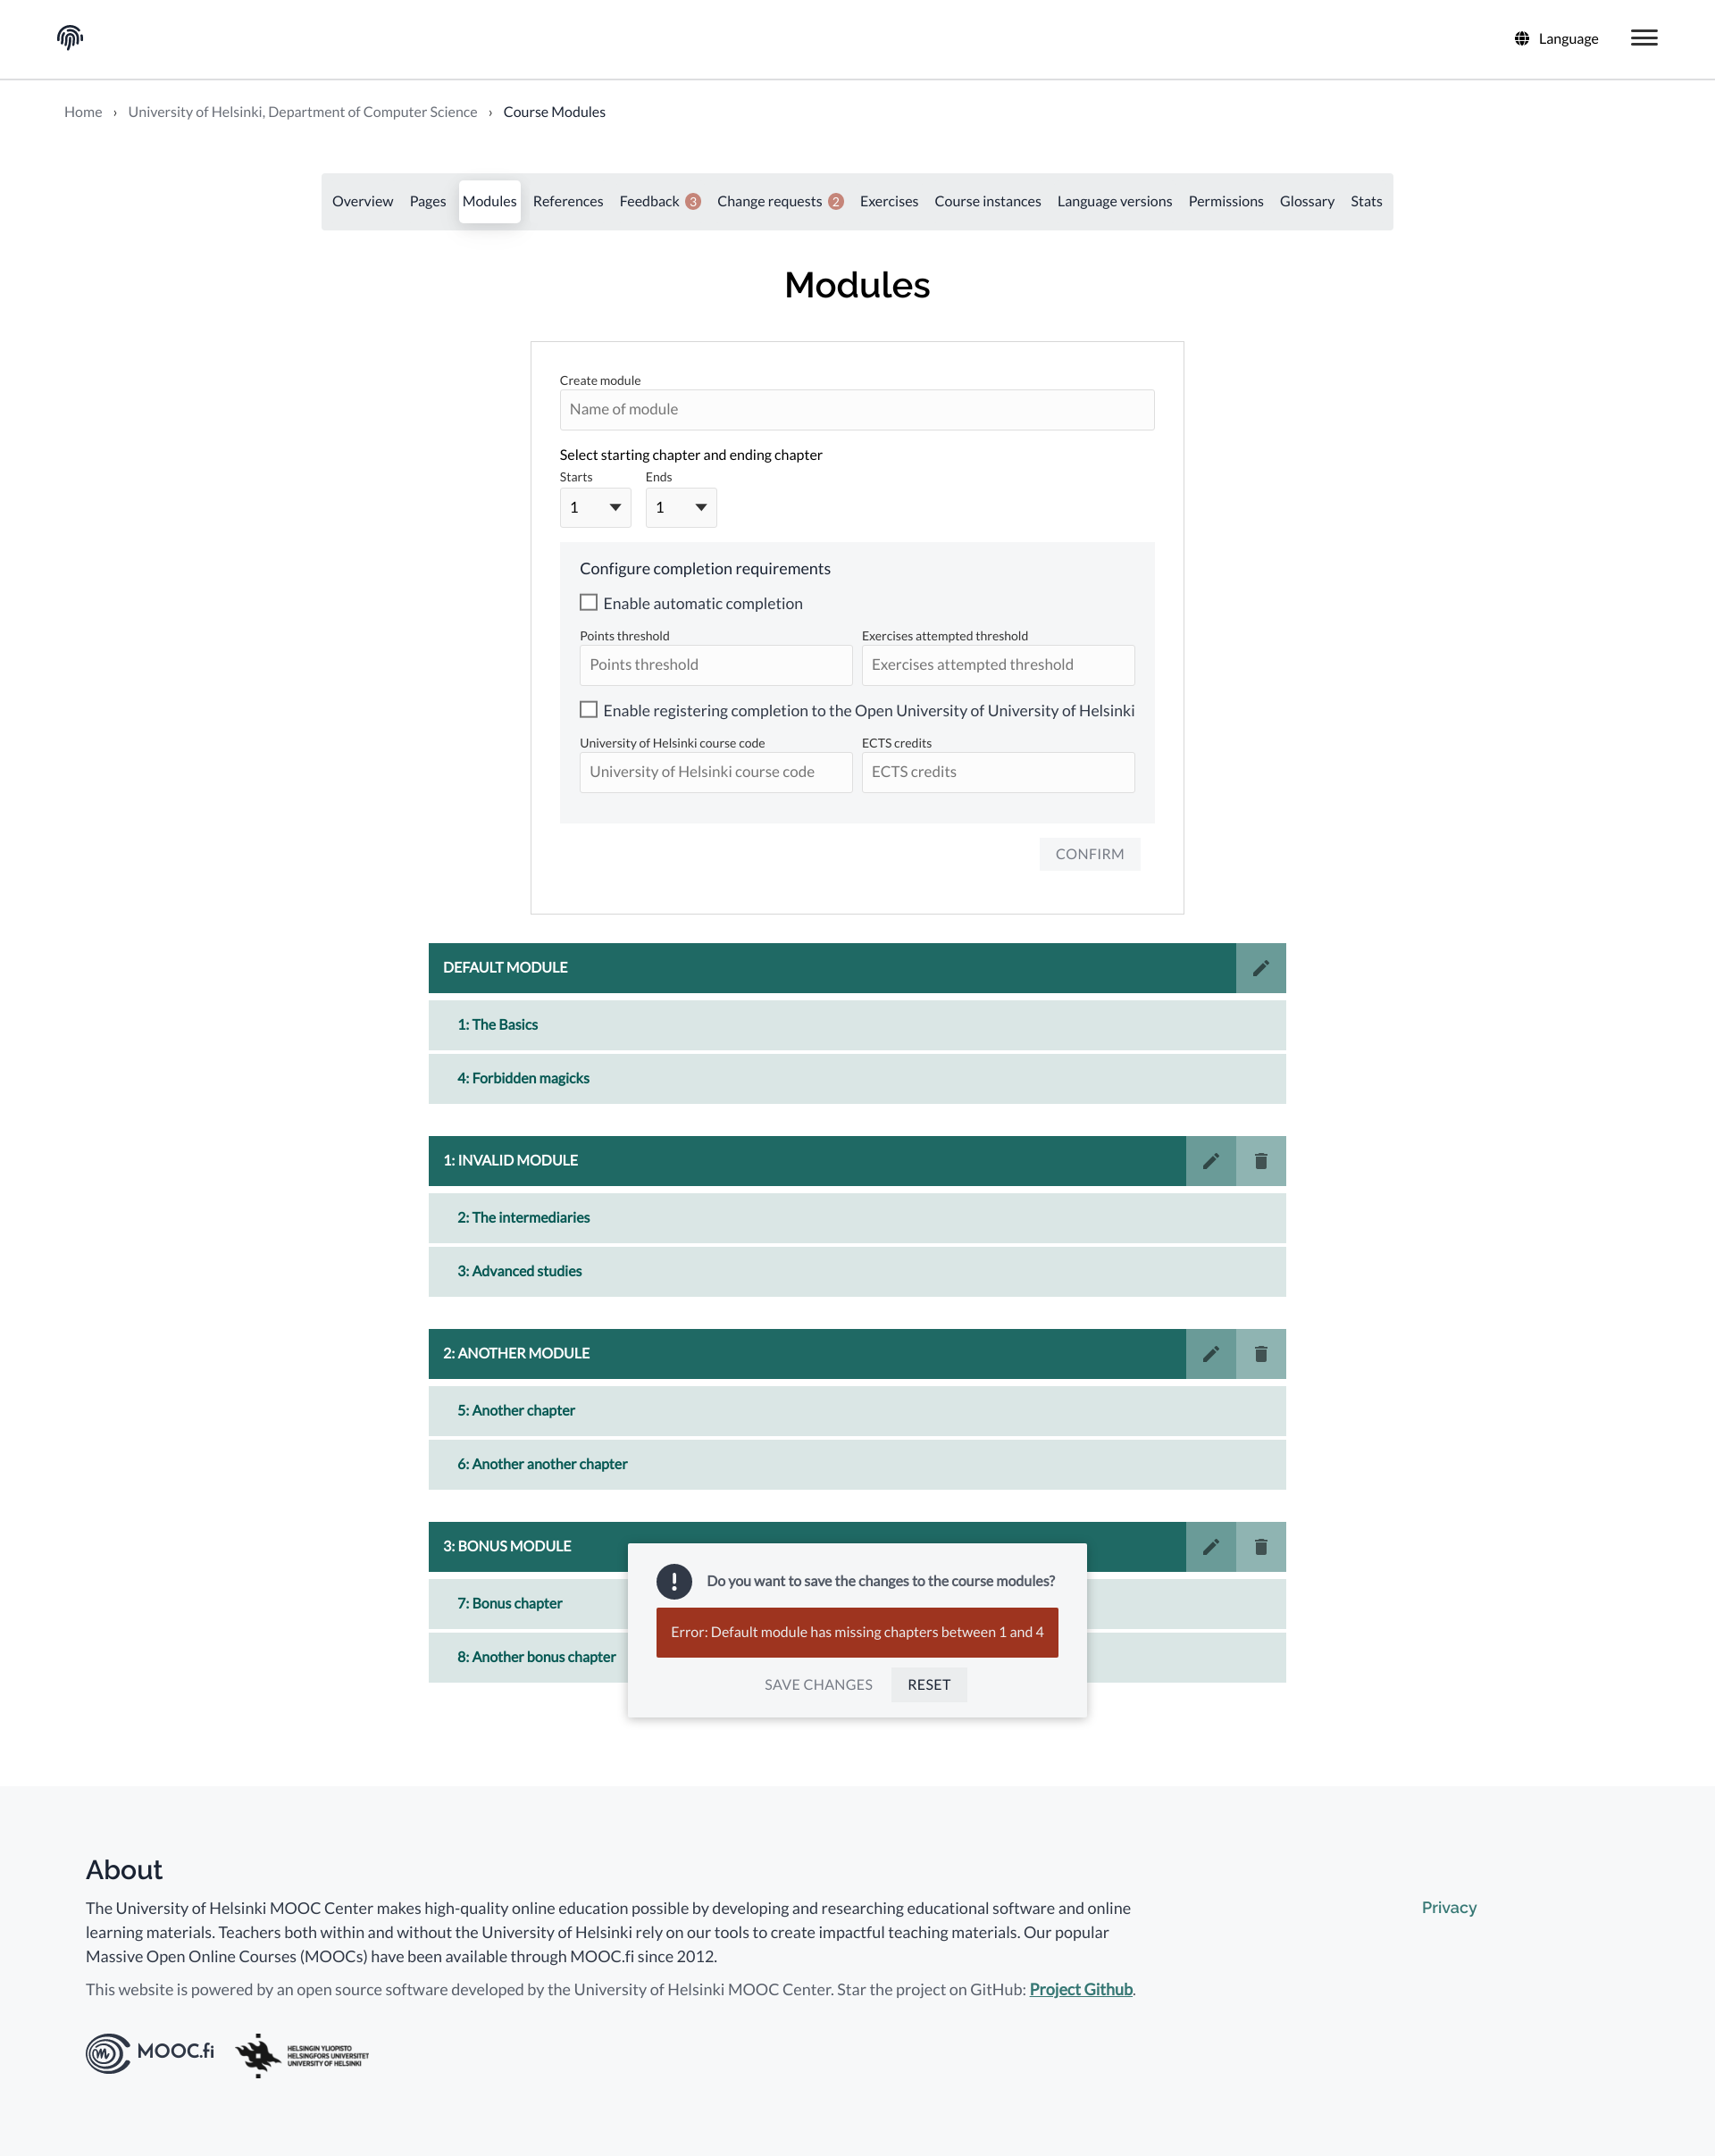 Language
Home › University of Helsinki, Department of Computer Science › Course Modules
Overview Pages Modules References Feedback 3 Change requests 2 Exercises Course instances Language versions Permissions Glossary Stats
Modules
Create module
Name of module
Select starting chapter and ending chapter
Starts Ends
1 1
Configure completion requirements
Enable automatic completion
Points threshold Exercises attempted threshold
Points threshold Exercises attempted threshold
Enable registering completion to the Open University of University of Helsinki
University of Helsinki course code ECTS credits
University of Helsinki course code ECTS credits
CONFIRM
DEFAULT MODULE
1: The Basics
4: Forbidden magicks
1: INVALID MODULE
2: The intermediaries
3: Advanced studies
2: ANOTHER MODULE
5: Another chapter
6: Another another chapter
3: BONUS MODULE
7: Bonus chapter
8: Another bonus chapter
Do you want to save the changes to the course modules?
Error: Default module has missing chapters between 1 and 4
SAVE CHANGES RESET
About
The University of Helsinki MOOC Center makes high-quality online education possible by developing and researching educational software and online
learning materials. Teachers both within and without the University of Helsinki rely on our tools to create impactful teaching materials. Our popular
Massive Open Online Courses (MOOCs) have been available through MOOC.fi since 2012.
Privacy
This website is powered by an open source software developed by the University of Helsinki MOOC Center. Star the project on GitHub: Project Github.
MOOC.fi
HELSINGIN YLIOPISTO
HELSINGFORS UNIVERSITET
UNIVERSITY OF HELSINKI